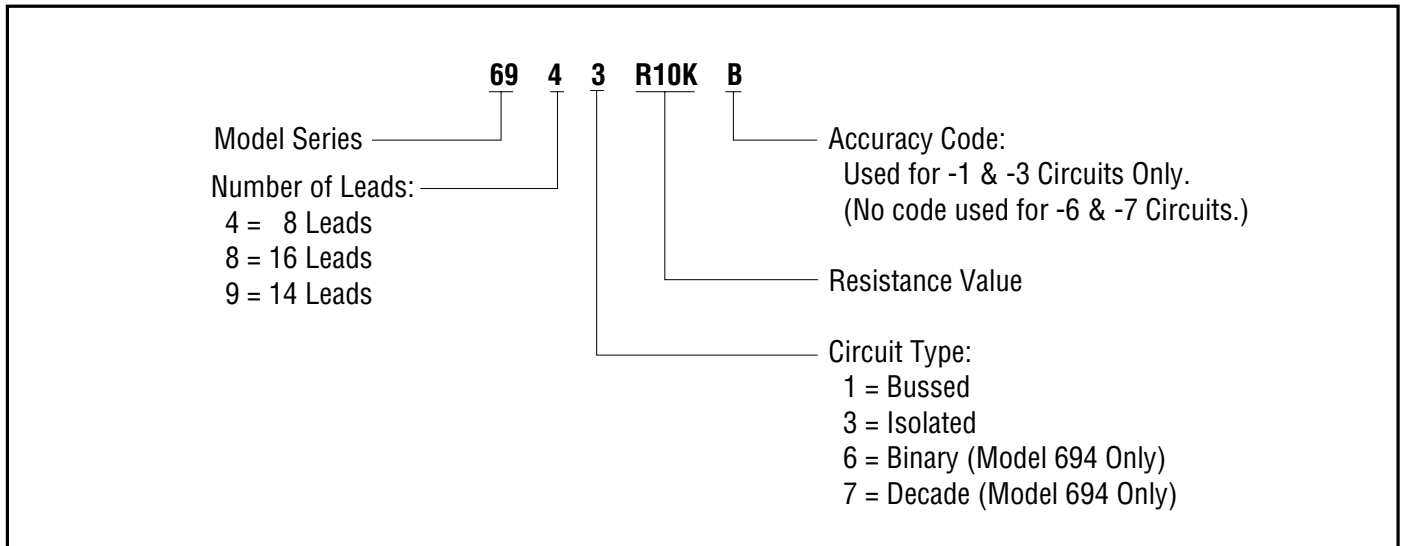 69 4 3 R10K B
Model Series
Number of Leads:
4 = 8 Leads
8 = 16 Leads
9 = 14 Leads
Accuracy Code:
Used for -1 & -3 Circuits Only.
(No code used for -6 & -7 Circuits.)
Resistance Value
Circuit Type:
1 = Bussed
3 = Isolated
6 = Binary (Model 694 Only)
7 = Decade (Model 694 Only)